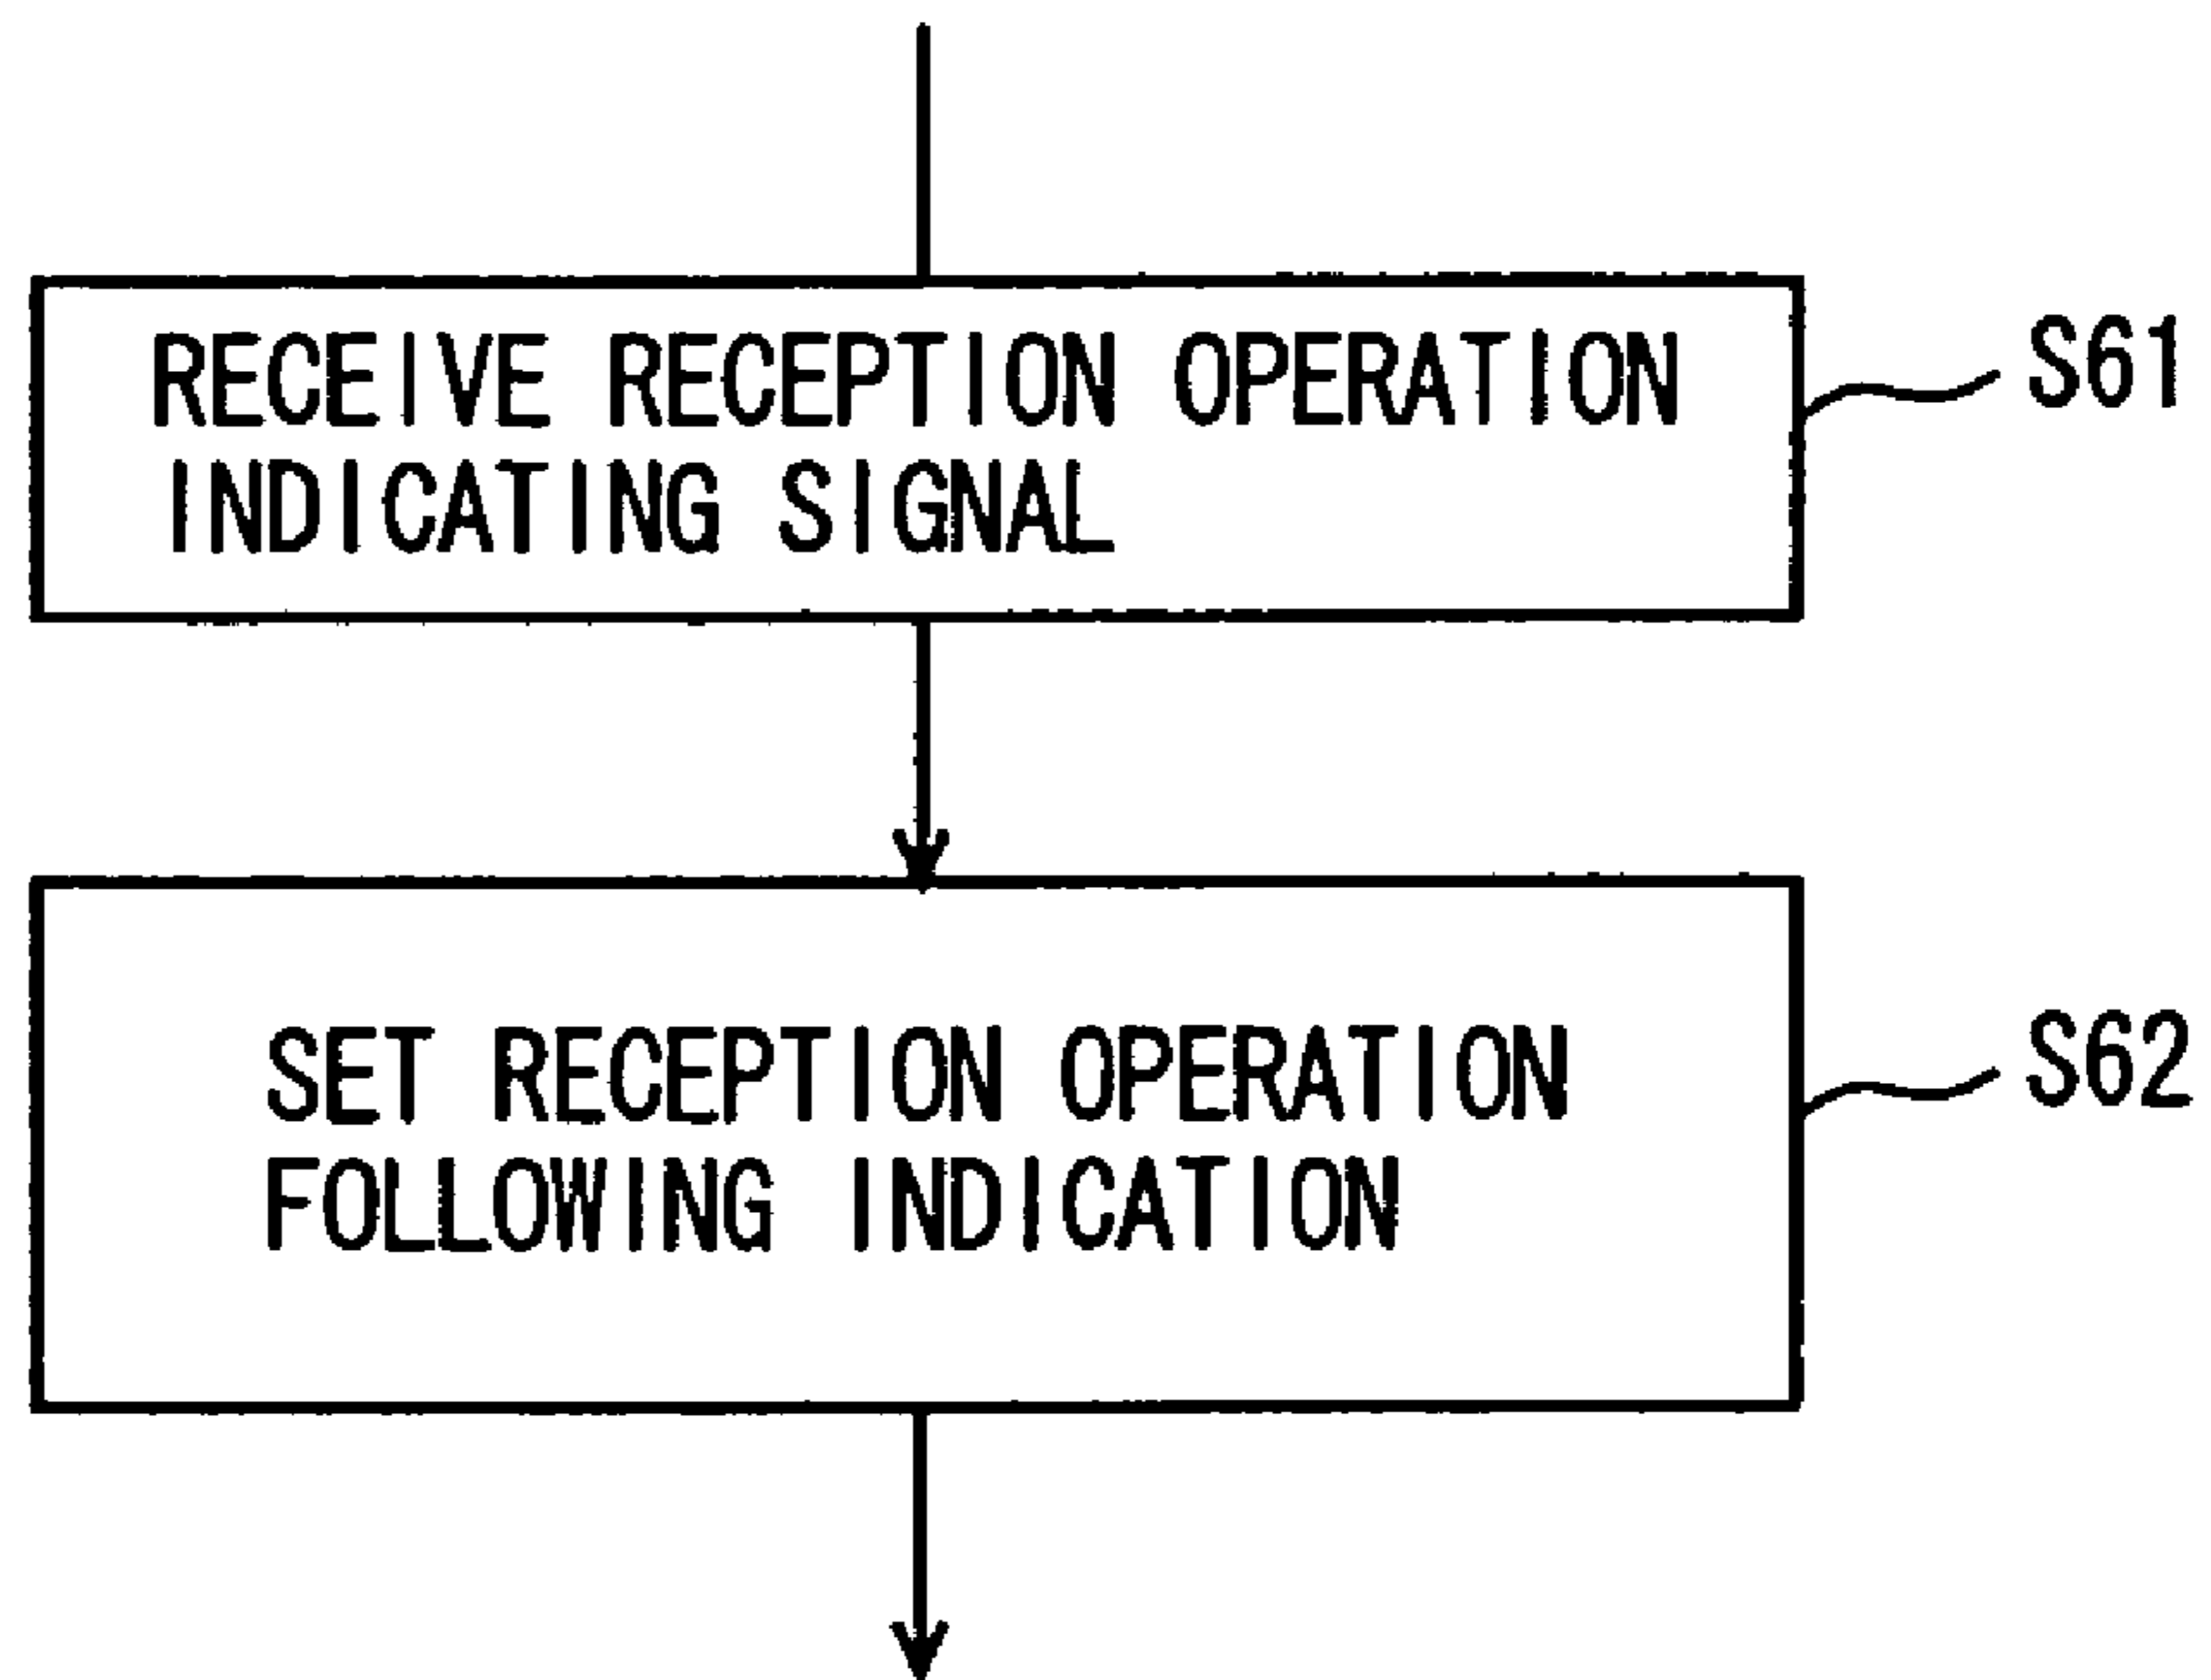 RECEIVE RECEPTION OPERATION
INDICATING SIGNAL
S61
SET RECEPTION OPERATION
FOLLOWING INDICATION
S62